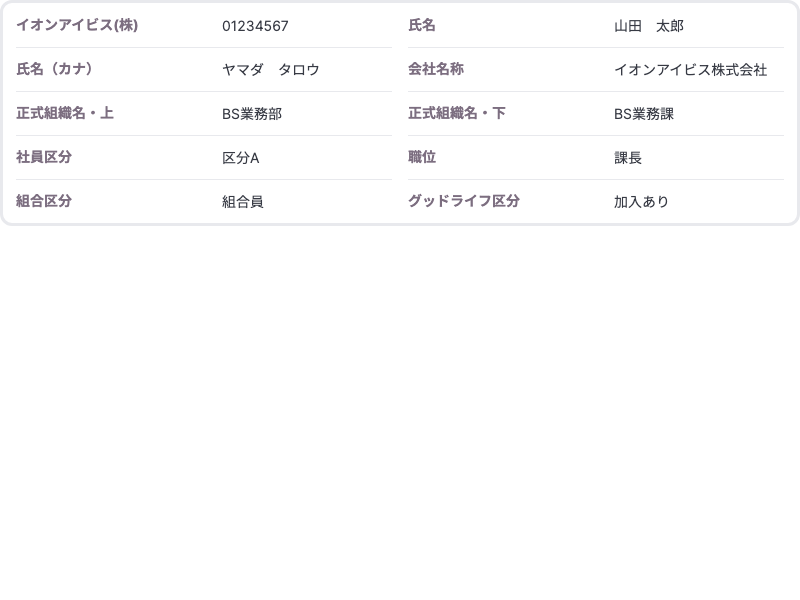 イオンアイビス(株) 01234567 氏名 山田　太郎
氏名（カナ） ヤマダ　タロウ 会社名称 イオンアイビス株式会社
正式組織名・上 BS業務部 正式組織名・下 BS業務課
社員区分 区分A 職位 課長
組合区分 組合員 グッドライフ区分 加入あり